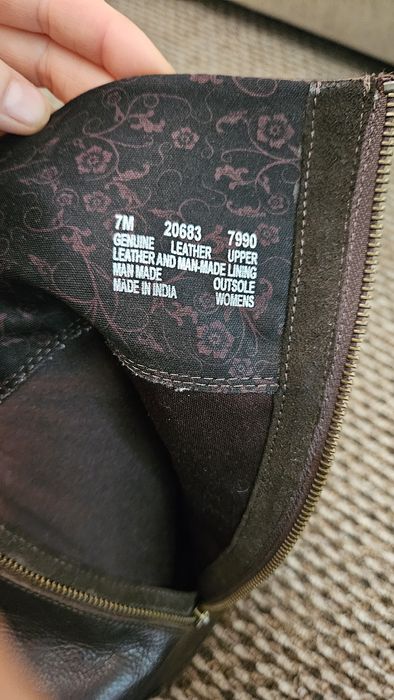 7M 20683 7990
GENUINE LEATHER UPPER
LEATHER AND MAN-MADE LINING
MAN MADE OUTSOLE
MADE IN INDIA WOMENS